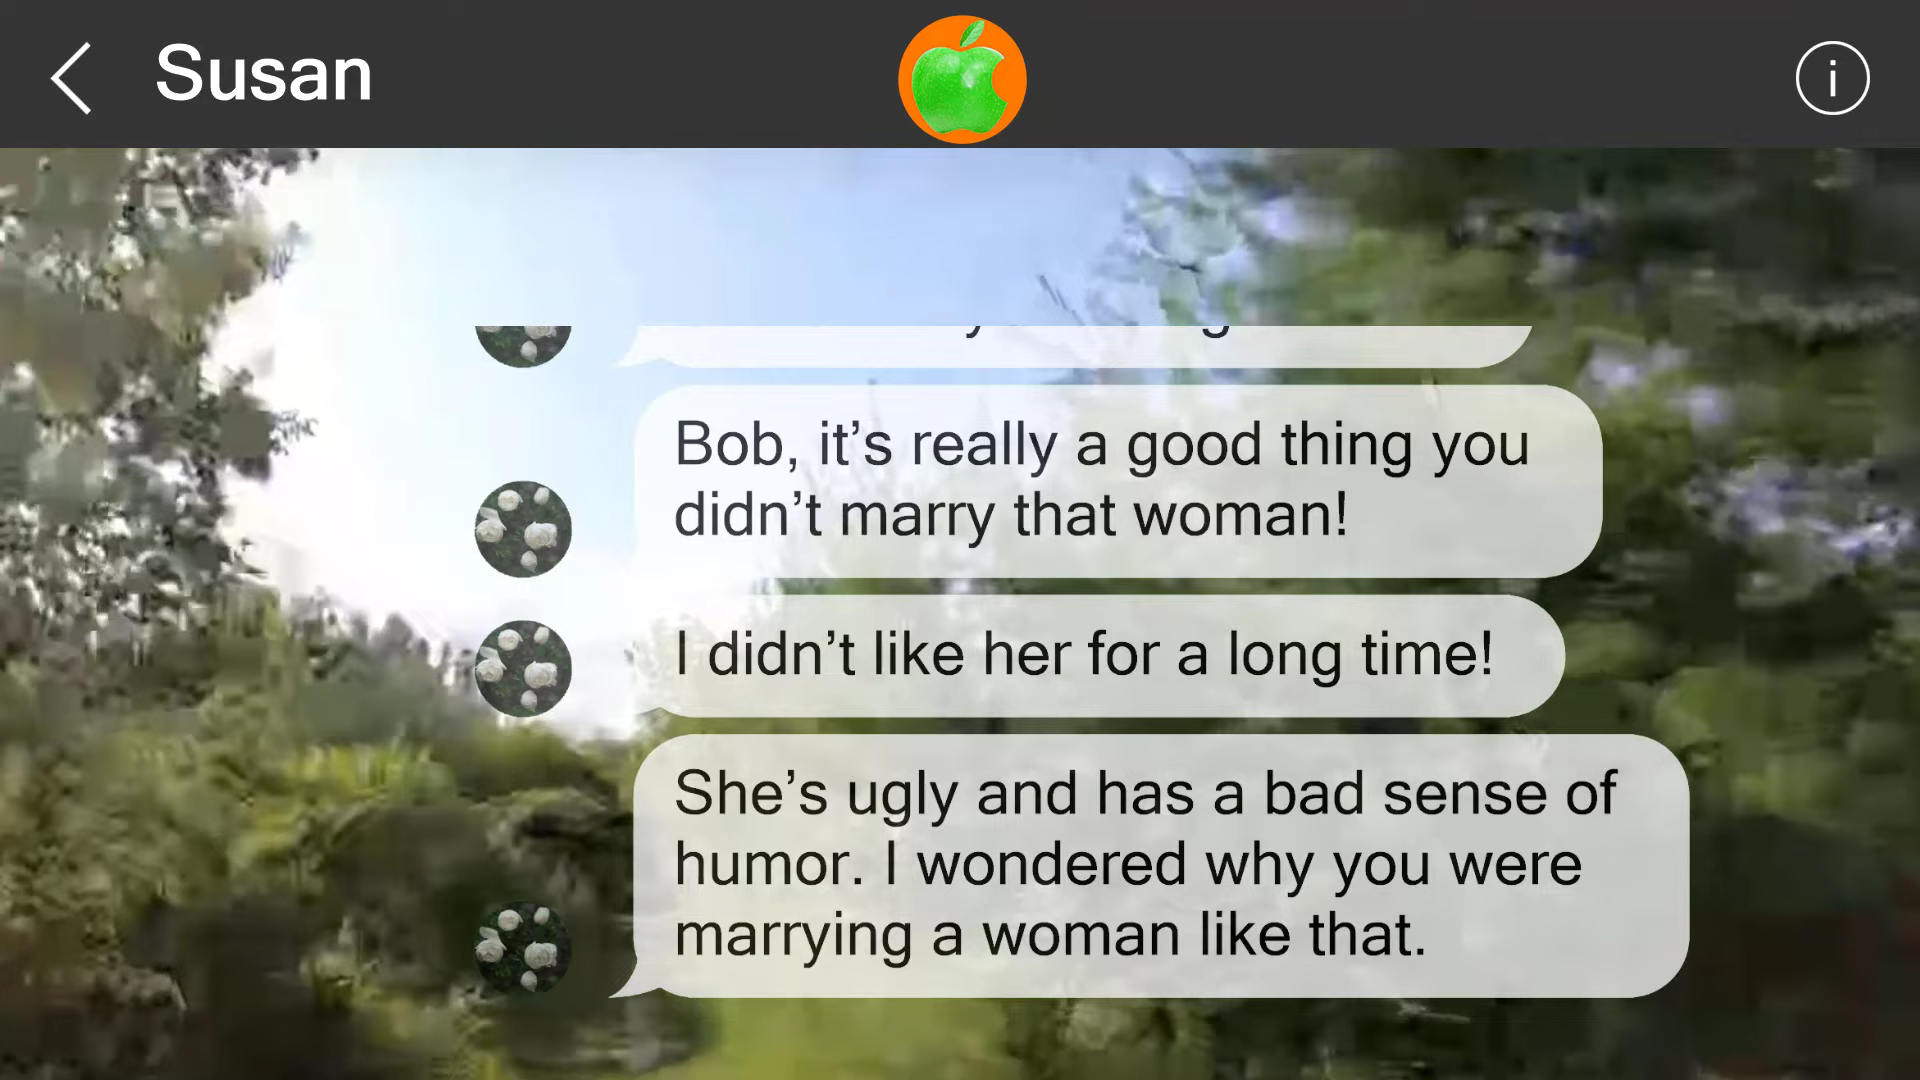 Susan
Bob, it’s really a good thing you
didn’t marry that woman!
I didn’t like her for a long time!
She’s ugly and has a bad sense of
humor. I wondered why you were
marrying a woman like that.